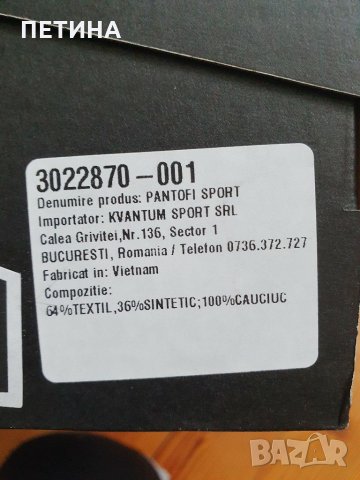 ПЕТИНА
3022870-001
Denumire produs: PANTOFI SPORT
Importator: KVANTUM SPORT SRL
Calea Grivitei,Nr.136, Sector 1
BUCURESTI, Romania / Telefon 0736.372.727
Fabricat in: Vietnam
Compozitie:
64%TEXTIL,36%SINTETIC;100%CAUCIUC
BAZAR